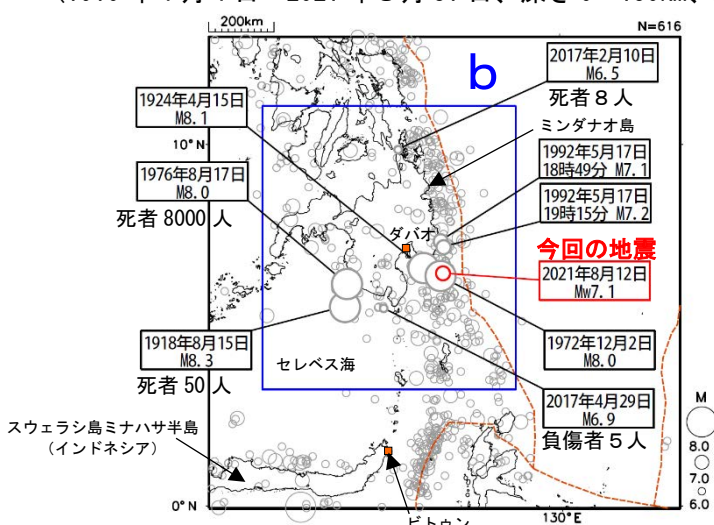 200km
N=616
b
2017年2月10日
M6.5
死者８人
1924年4月15日
M8.1
ミンダナオ島
10°N
1976年8月17日
M8.0
死者 8000 人
1992年5月17日
18時49分 M7.1
1992年5月17日
19時15分 M7.2
ダバオ
今回の地震
2021年8月12日
Mw7.1
1918年8月15日
M8.3
死者 50 人
1972年12月2日
M8.0
セレベス海
2017年4月29日
M6.9
負傷者５人
スウェラシ島ミナハサ半島
（インドネシア）
M
8.0
7.0
6.0
0°N
130°E
ビトゥン